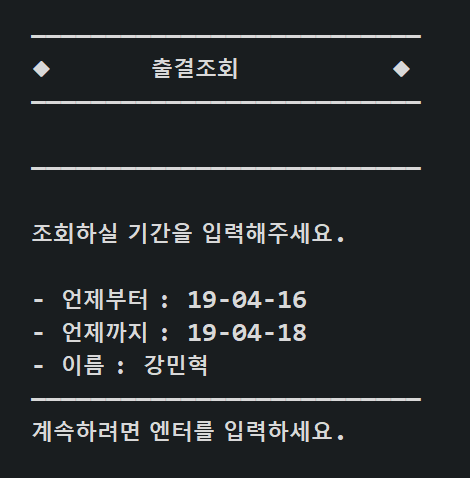 ◆ 출결조회 ◆
조회하실 기간을 입력해주세요.
- 언제부터 : 19-04-16
- 언제까지 : 19-04-18
- 이름 : 강민혁
계속하려면 엔터를 입력하세요.